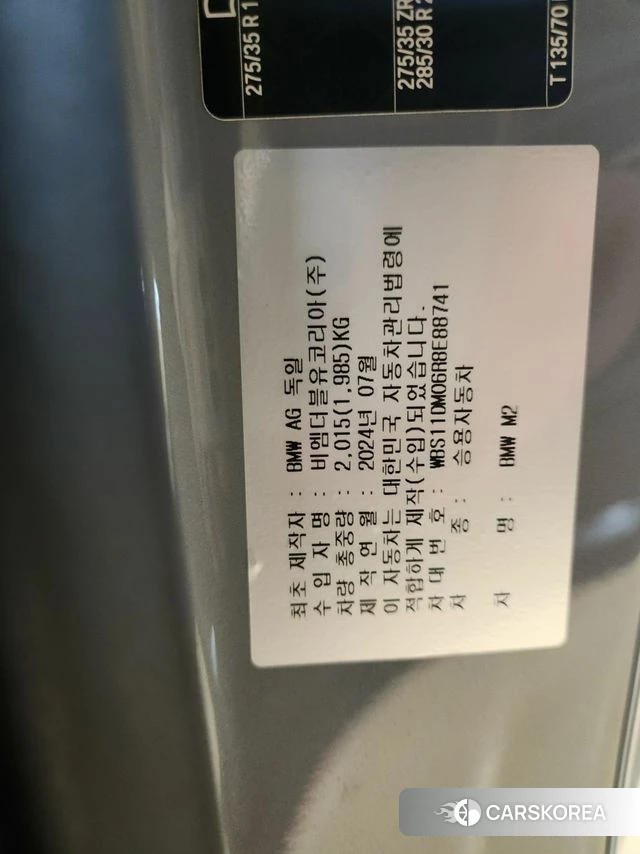 275/35 R 1
275/35 ZR
285/30 R 2
T 135/70
최초 제작자 : BMW AG 독일
수 입 자 명 : 비엠더블유코리아(주)
차량 총중량 : 2,015(1,985)KG
제 작 연 월 : 2024년 07월
이 자동차는 대한민국 자동차관리법령에
적합하게 제작(수입)되었습니다.
차 대 번 호 : WBS11DM06R8E88741
차 종 : 승용자동차
차 명 : BMW M2
CARSKOREA